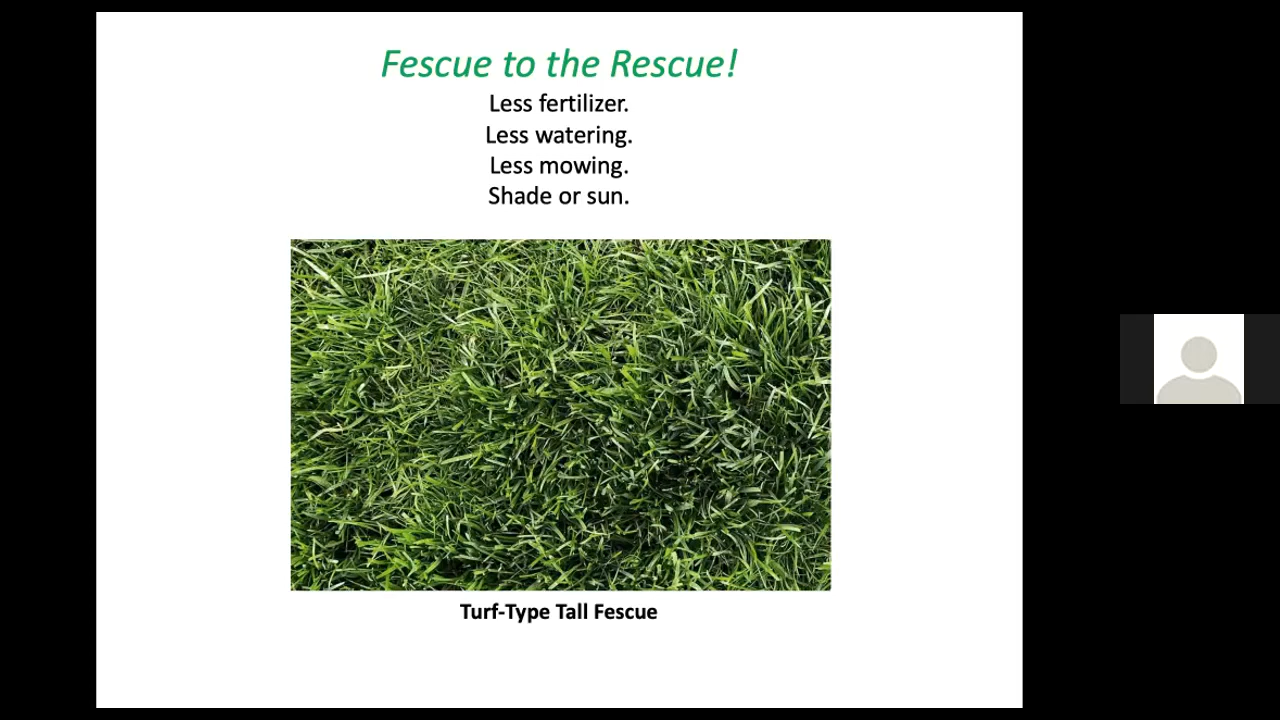 Fescue to the Rescue!
Less fertilizer.
Less watering.
Less mowing.
Shade or sun.
Turf-Type Tall Fescue